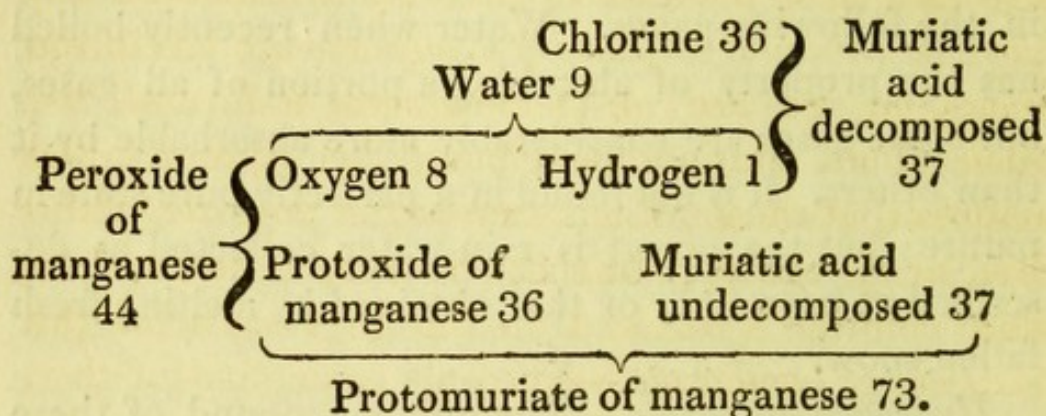 Chlorine 36 Muriatic
Water 9 acid
decomposed
Peroxide Oxygen 8 Hydrogen 1 37
of
manganese Protoxide of Muriatic acid
44 manganese 36 undecomposed 37
Protomuriate of manganese 73.